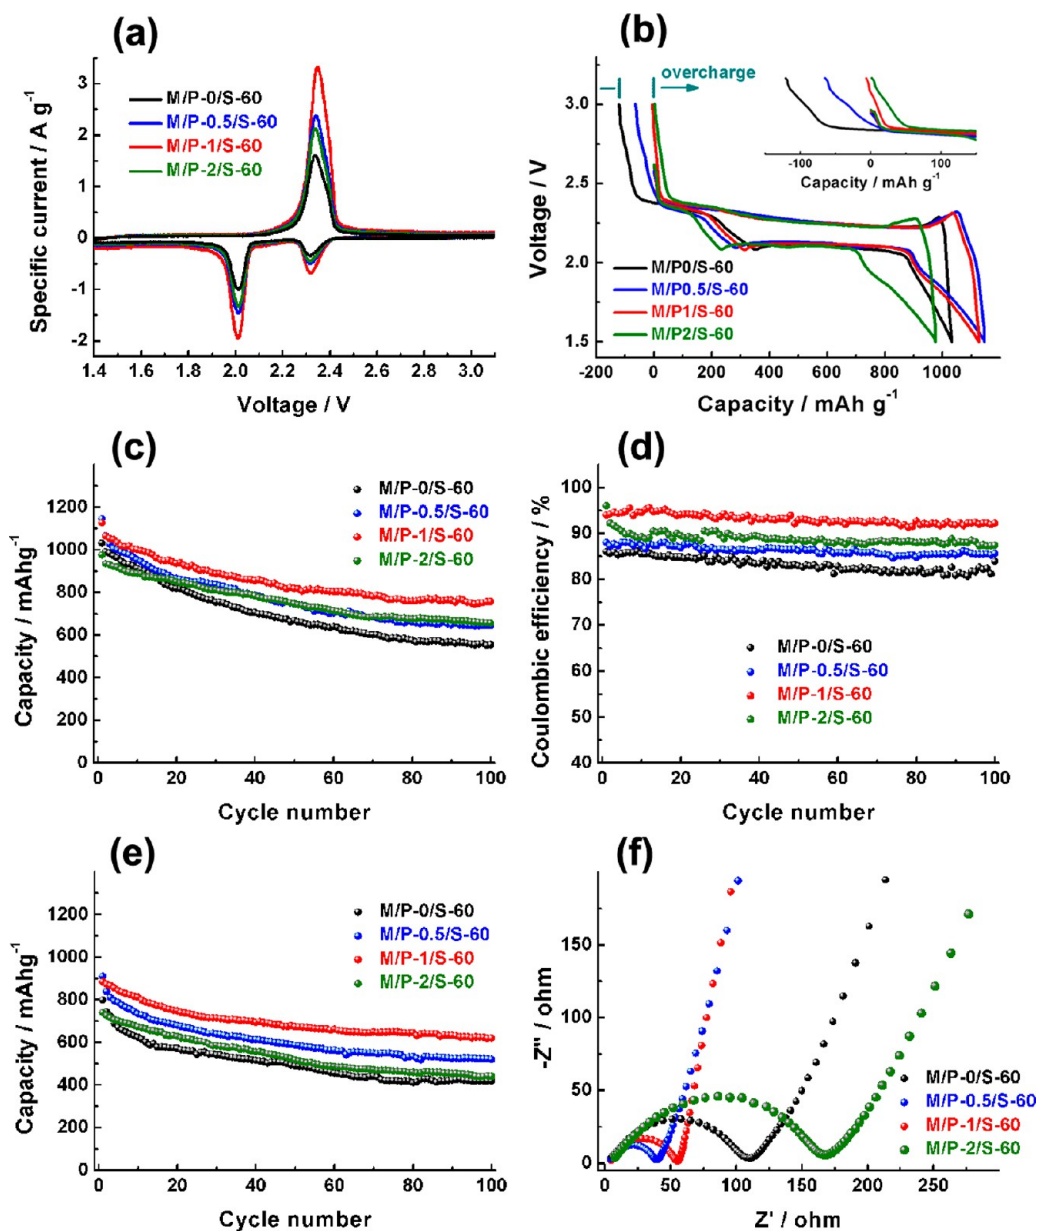 (a)
M/P-0/S-60
M/P-0.5/S-60
M/P-1/S-60
M/P-2/S-60
Specific current / A g⁻¹
3
2
1
0
-1
-2
1.4 1.6 1.8 2.0 2.2 2.4 2.6 2.8 3.0
Voltage / V
(b)
overcharge
-100 0 100
Capacity / mAh g⁻¹
Voltage / V
3.0
2.5
2.0
1.5
M/P0/S-60
M/P0.5/S-60
M/P1/S-60
M/P2/S-60
-200 0 200 400 600 800 1000
Capacity / mAh g⁻¹
(c)
M/P-0/S-60
M/P-0.5/S-60
M/P-1/S-60
M/P-2/S-60
Capacity / mAhg⁻¹
1200
1000
800
600
400
200
0
0 20 40 60 80 100
Cycle number
(d)
Coulombic efficiency / %
100
90
80
70
60
50
40
M/P-0/S-60
M/P-0.5/S-60
M/P-1/S-60
M/P-2/S-60
0 20 40 60 80 100
Cycle number
(e)
M/P-0/S-60
M/P-0.5/S-60
M/P-1/S-60
M/P-2/S-60
Capacity / mAhg⁻¹
1200
1000
800
600
400
200
0
0 20 40 60 80 100
Cycle number
(f)
-Z'' / ohm
150
100
50
0
M/P-0/S-60
M/P-0.5/S-60
M/P-1/S-60
M/P-2/S-60
0 50 100 150 200 250
Z' / ohm